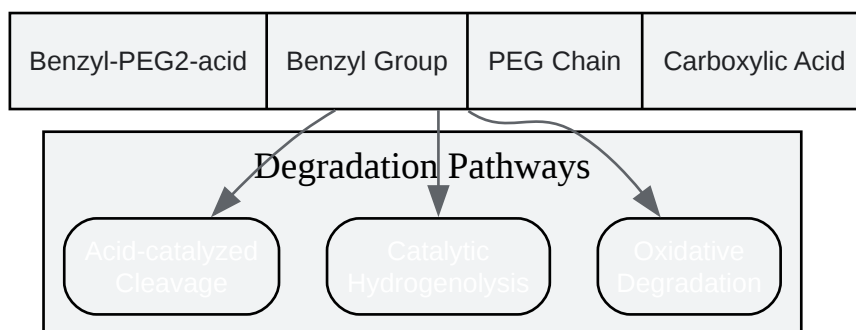 Benzyl-PEG2-acid
Benzyl Group
PEG Chain
Carboxylic Acid
Degradation Pathways
Acid-catalyzed
Cleavage
Catalytic
Hydrogenolysis
Oxidative
Degradation